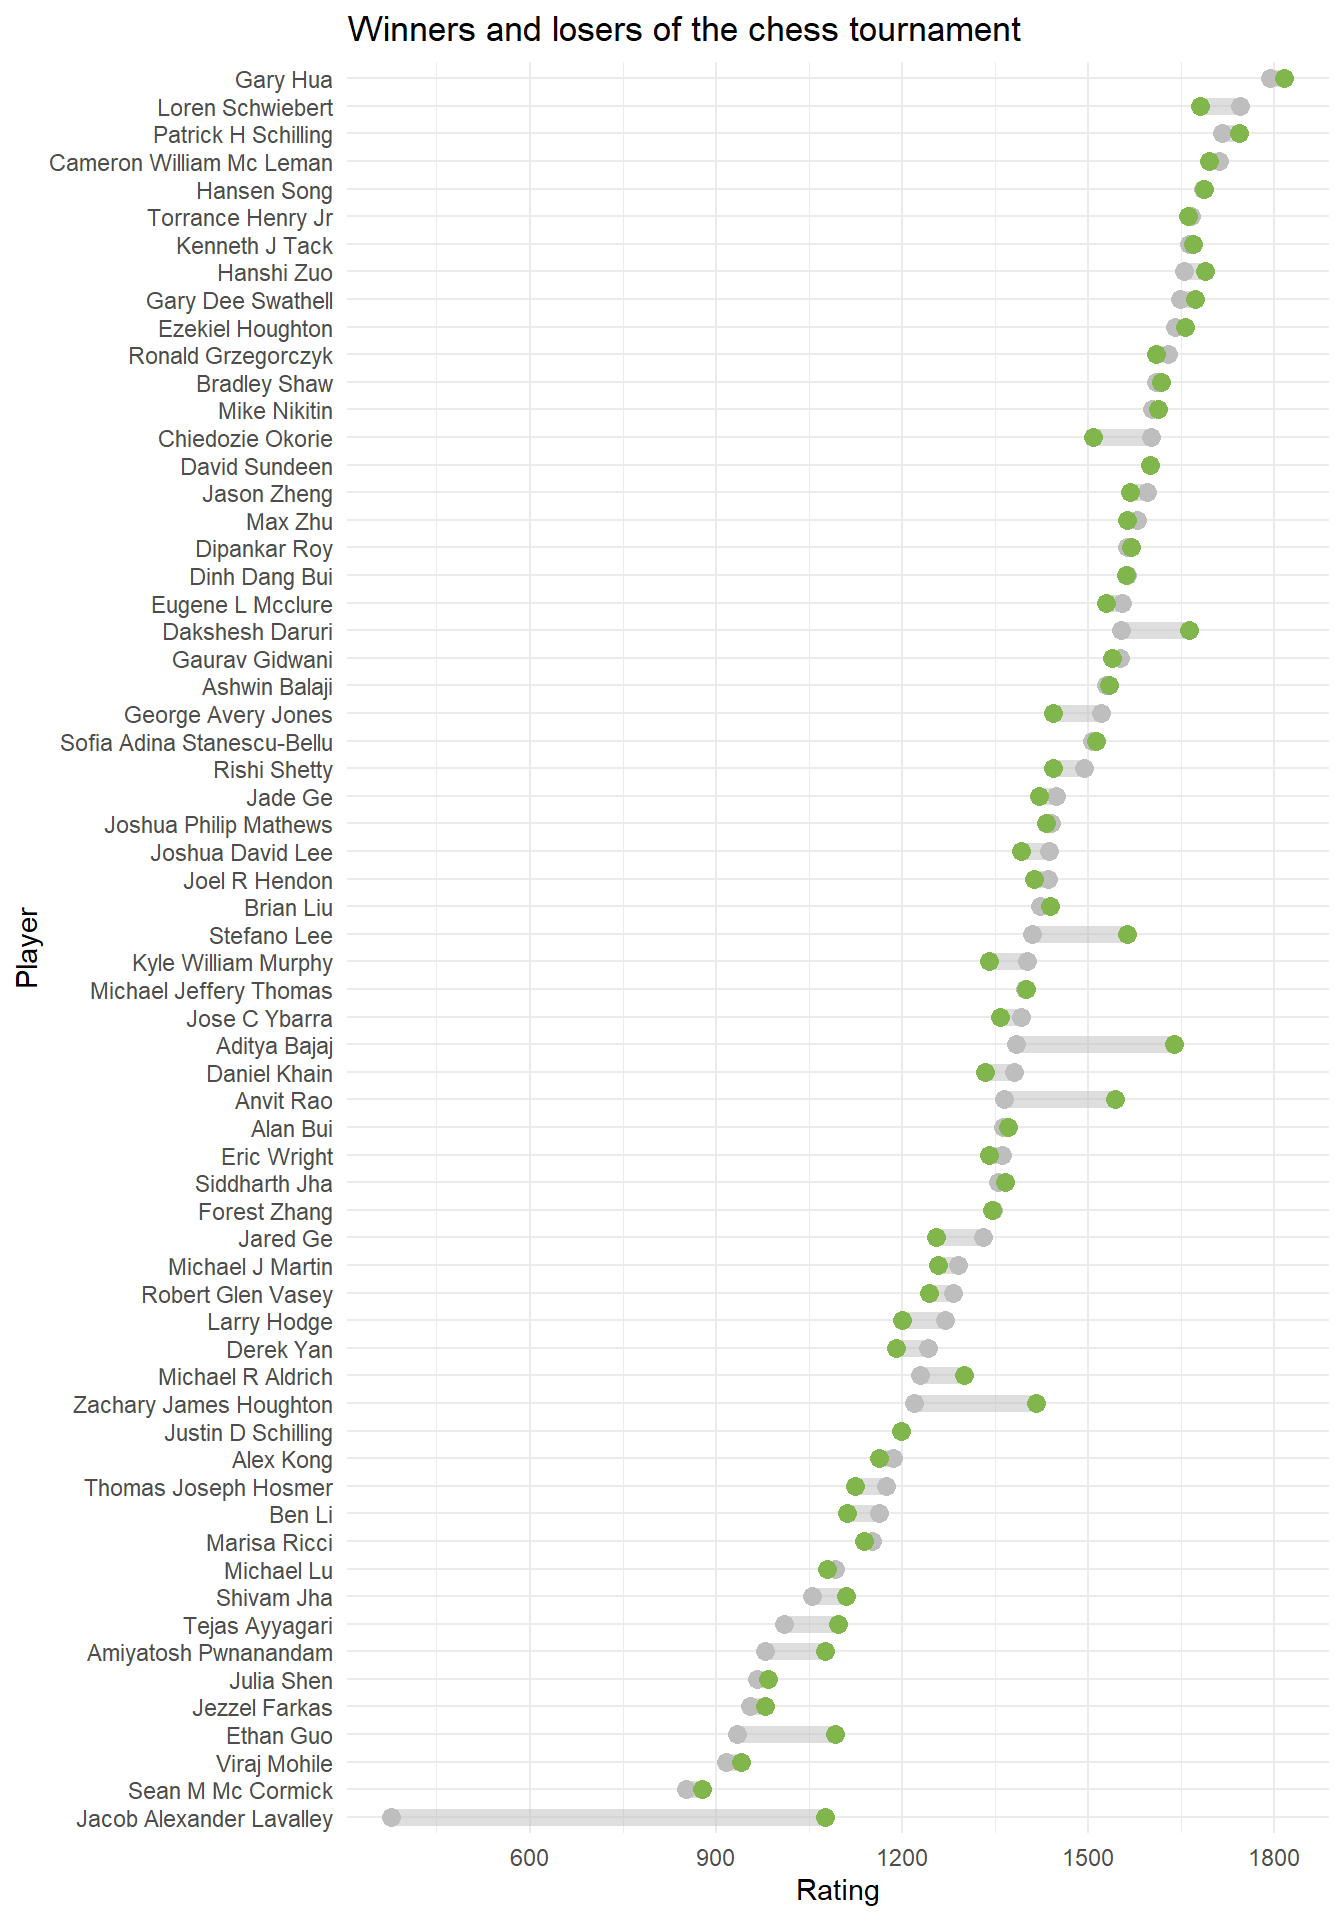 Winners and losers of the chess tournament
Gary Hua
Loren Schwiebert
Patrick H Schilling
Cameron William Mc Leman
Hansen Song
Torrance Henry Jr
Kenneth J Tack
Hanshi Zuo
Gary Dee Swathell
Ezekiel Houghton
Ronald Grzegorczyk
Bradley Shaw
Mike Nikitin
Chiedozie Okorie
David Sundeen
Jason Zheng
Max Zhu
Dipankar Roy
Dinh Dang Bui
Eugene L Mcclure
Dakshesh Daruri
Gaurav Gidwani
Ashwin Balaji
George Avery Jones
Sofia Adina Stanescu-Bellu
Rishi Shetty
Jade Ge
Joshua Philip Mathews
Joshua David Lee
Joel R Hendon
Brian Liu
Stefano Lee
Kyle William Murphy
Michael Jeffery Thomas
Jose C Ybarra
Aditya Bajaj
Daniel Khain
Anvit Rao
Alan Bui
Eric Wright
Siddharth Jha
Forest Zhang
Jared Ge
Michael J Martin
Robert Glen Vasey
Larry Hodge
Derek Yan
Michael R Aldrich
Zachary James Houghton
Justin D Schilling
Alex Kong
Thomas Joseph Hosmer
Ben Li
Marisa Ricci
Michael Lu
Shivam Jha
Tejas Ayyagari
Amiyatosh Pwnanandam
Julia Shen
Jezzel Farkas
Ethan Guo
Viraj Mohile
Sean M Mc Cormick
Jacob Alexander Lavalley
Player
600 900 1200 1500 1800
Rating